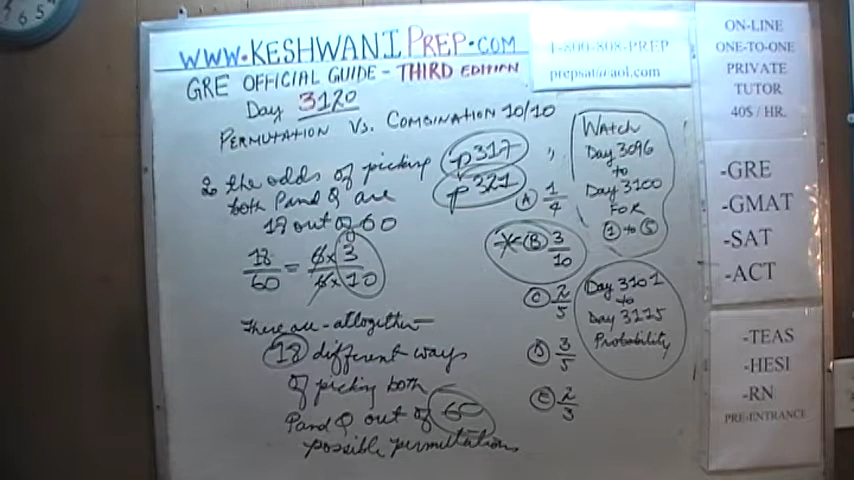 WWW.KESHWANIPREP.COM
GRE OFFICIAL GUIDE - THIRD EDITION
Day 3120
PERMUTATION VS. COMBINATION 10/10
the odds of picking
both P and Q are
18 out of 60
18/60 = 6×3/6×10
There are altogether
18 different ways
of picking both
P and Q out of 60
possible permutations
p317
p321
(A) 1/4
(B) 3/10
(C) 2/5
(D) 3/5
(E) 2/3
WATCH
Day 3096
to
Day 3100
FOR
(1) to (5)
Day 3101
to
Day 3125
Probability
1-800-808-PREP
prepsat@aol.com
ON-LINE
ONE-TO-ONE
PRIVATE
TUTOR
40$ / HR.
-GRE
-GMAT
-SAT
-ACT
-TEAS
-HESI
-RN
PRE-ENTRANCE